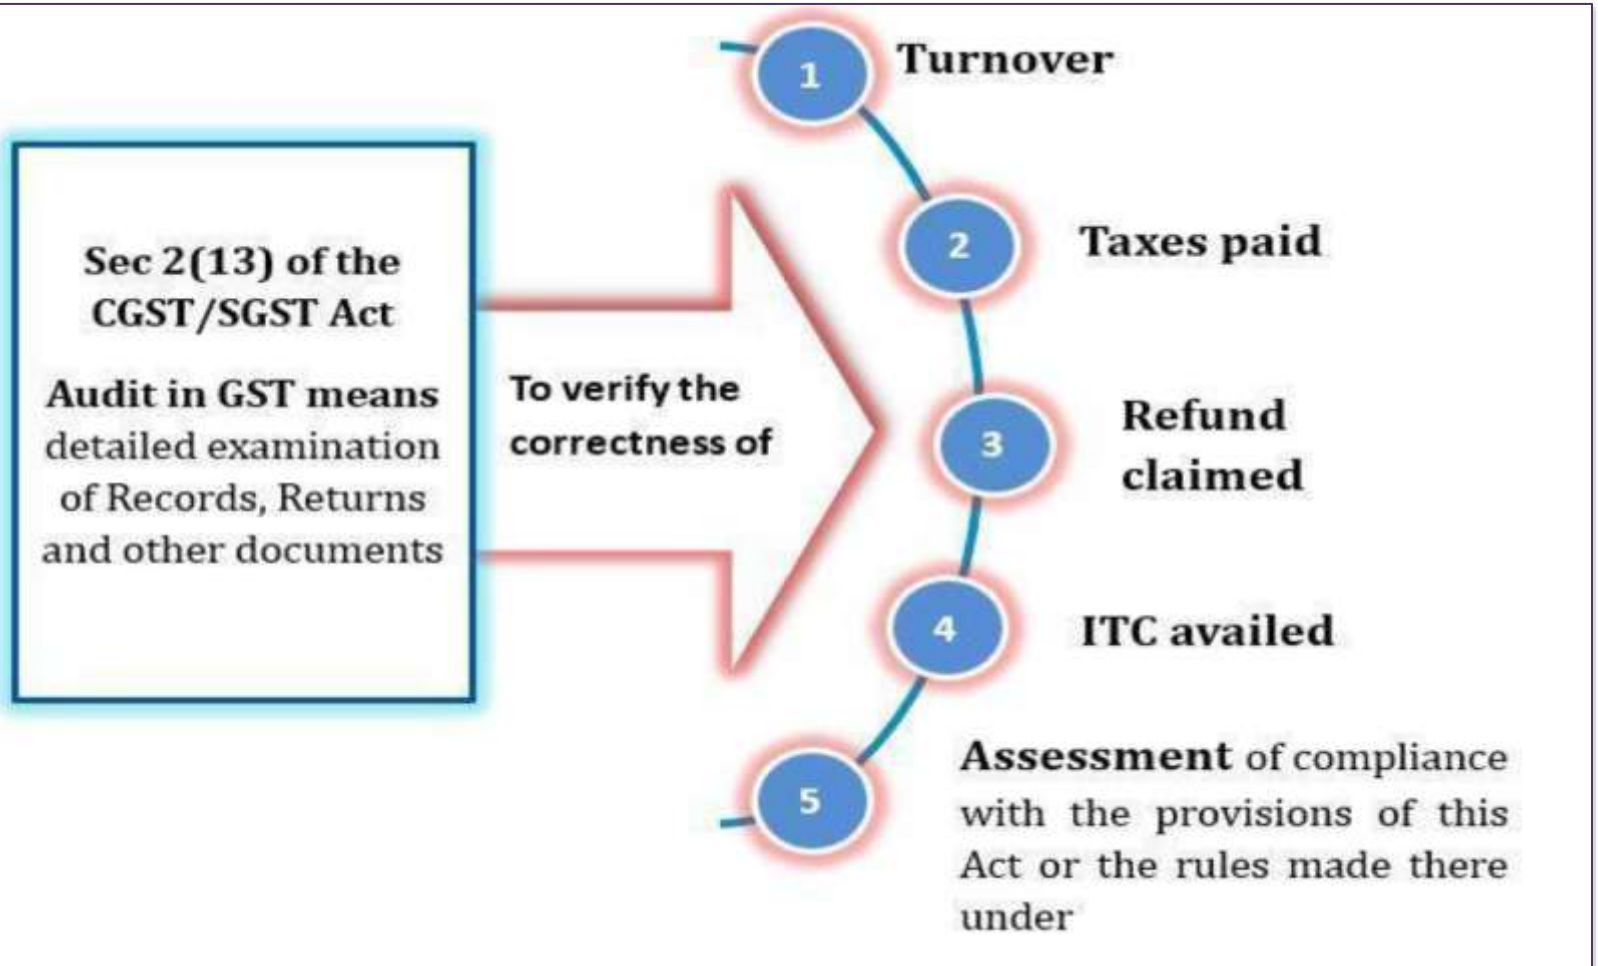 Sec 2(13) of the
CGST/SGST Act
Audit in GST means
detailed examination
of Records, Returns
and other documents
To verify the
correctness of
1
Turnover
2
Taxes paid
3
Refund
claimed
4
ITC availed
5
Assessment of compliance
with the provisions of this
Act or the rules made there
under